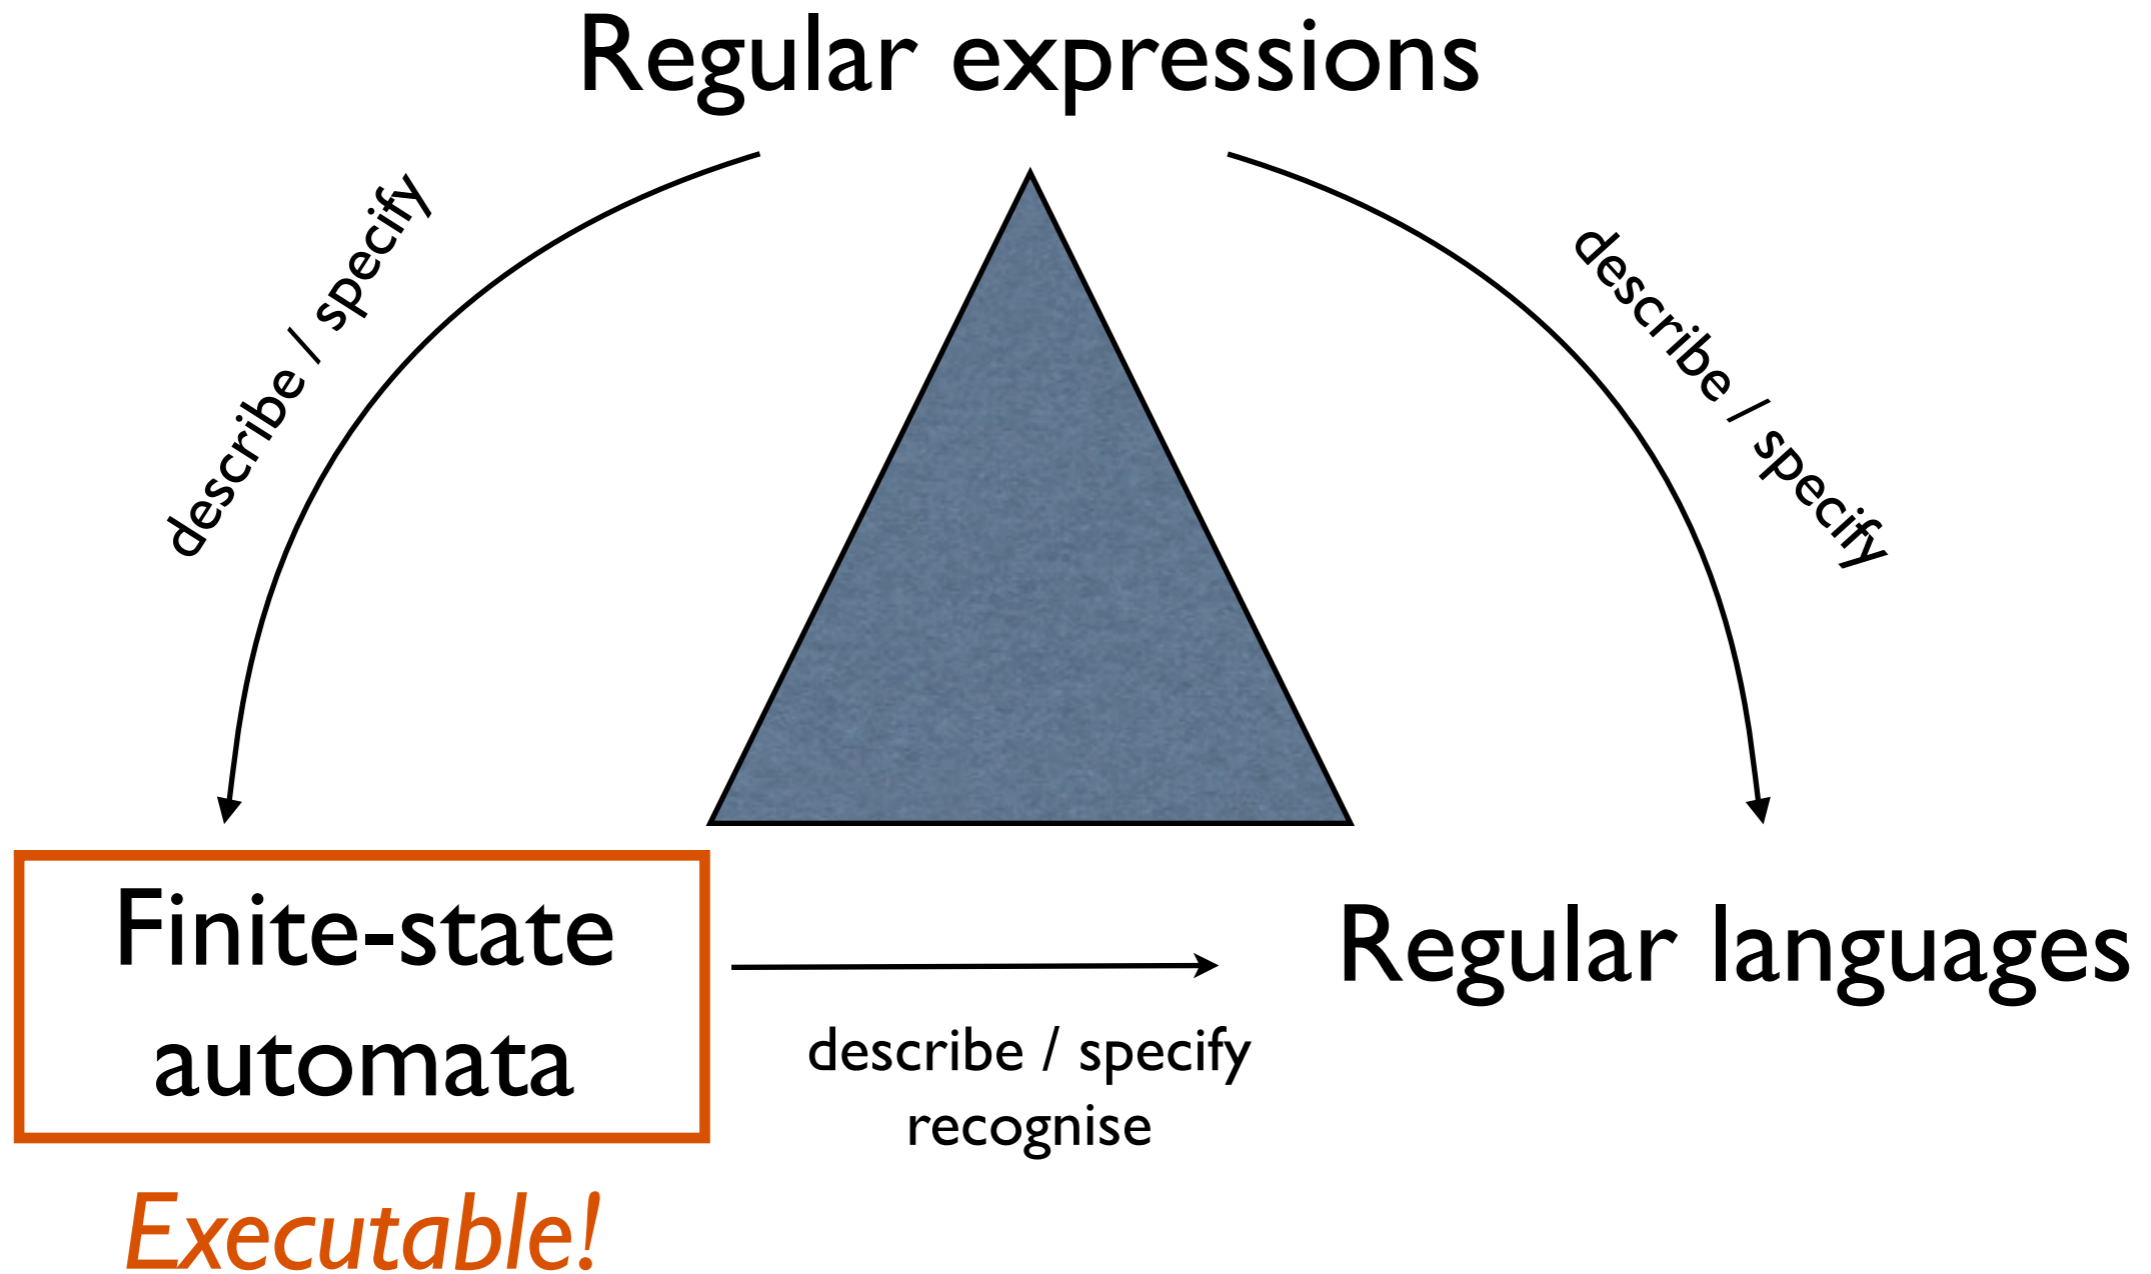 Regular expressions
describe / specify
describe / specify
Finite-state
automata
Regular languages
describe / specify
recognise
Executable!